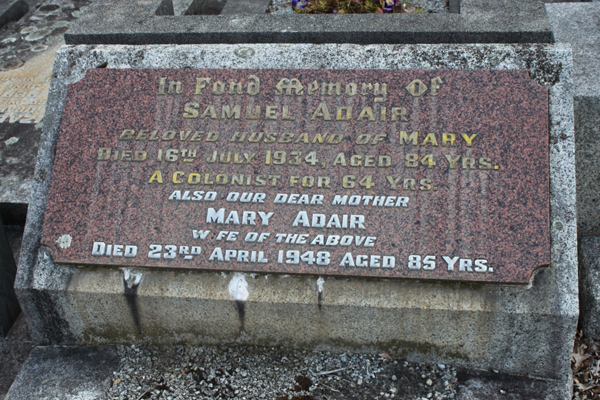 In Fond Memory Of
SAMUEL ADAIR
BELOVED HUSBAND OF MARY
DIED 16TH JULY 1934, AGED 84 YRS.
A COLONIST FOR 64 YRS.
ALSO OUR DEAR MOTHER
MARY ADAIR
W FE OF THE ABOVE
DIED 23RD APRIL 1948 AGED 85 YRS.